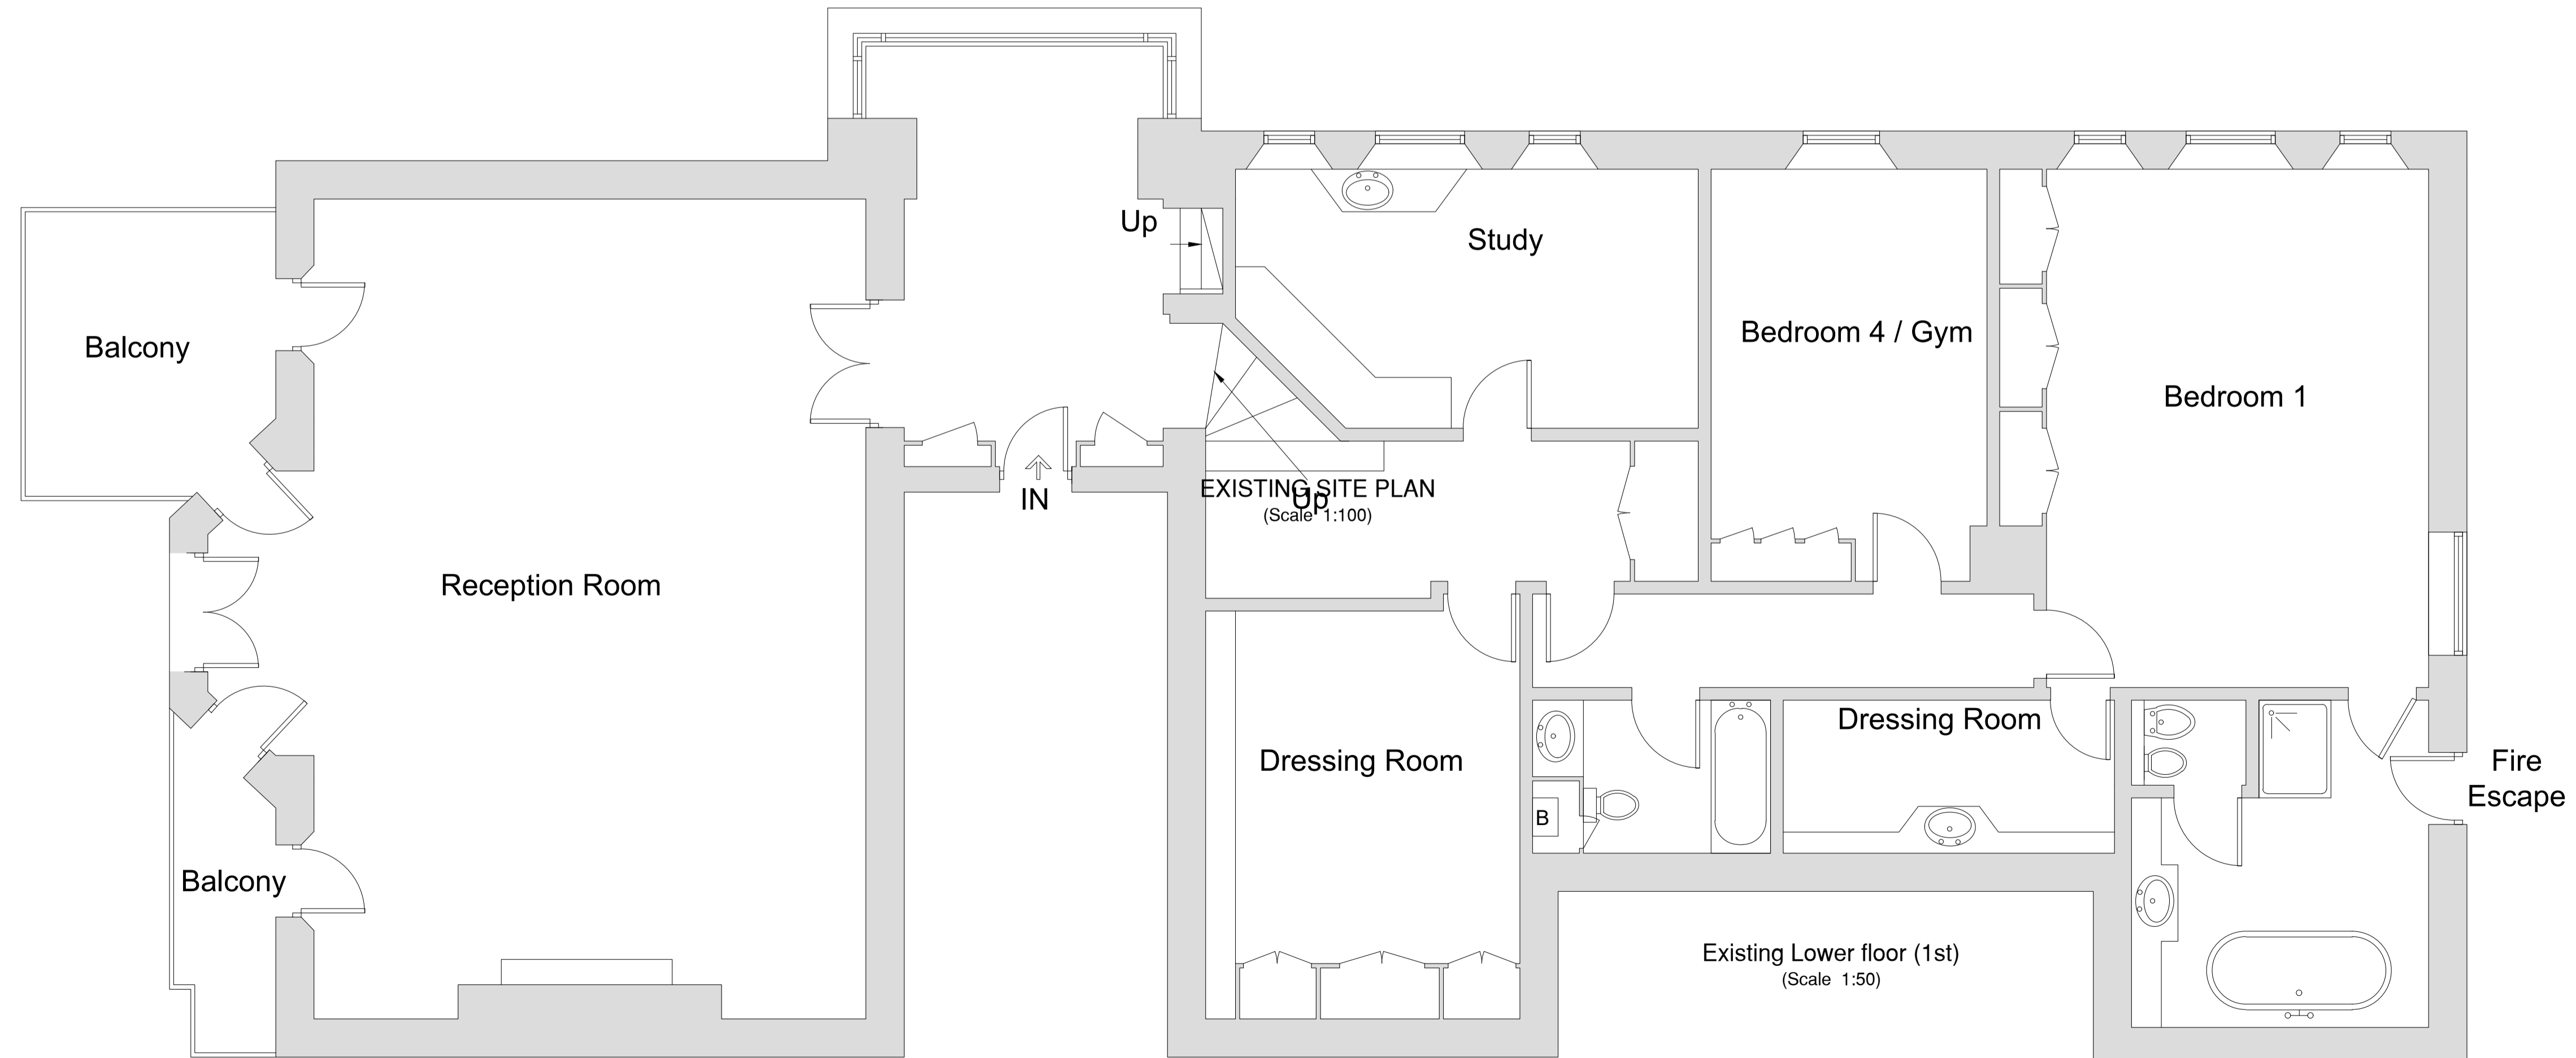 Up
Study
Balcony
Bedroom 4 / Gym
Bedroom 1
IN
EXISTING SITE PLAN
Up
(Scale 1:100)
Reception Room
Dressing Room
Dressing Room
B
Fire
Escape
Balcony
Existing Lower floor (1st)
(Scale 1:50)